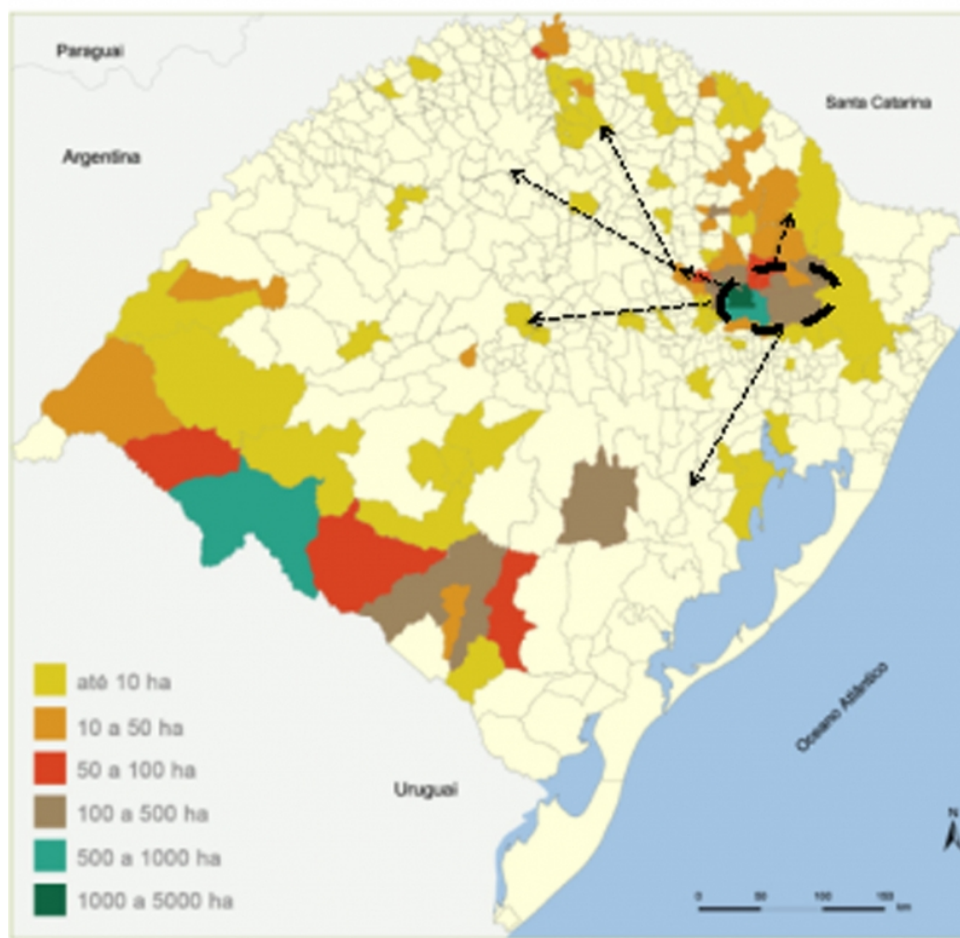 Paraguai
Santa Catarina
Argentina
Oceano Atlântico
Uruguai
até 10 ha
10 a 50 ha
50 a 100 ha
100 a 500 ha
500 a 1000 ha
1000 a 5000 ha
N
0 50 100 150
km